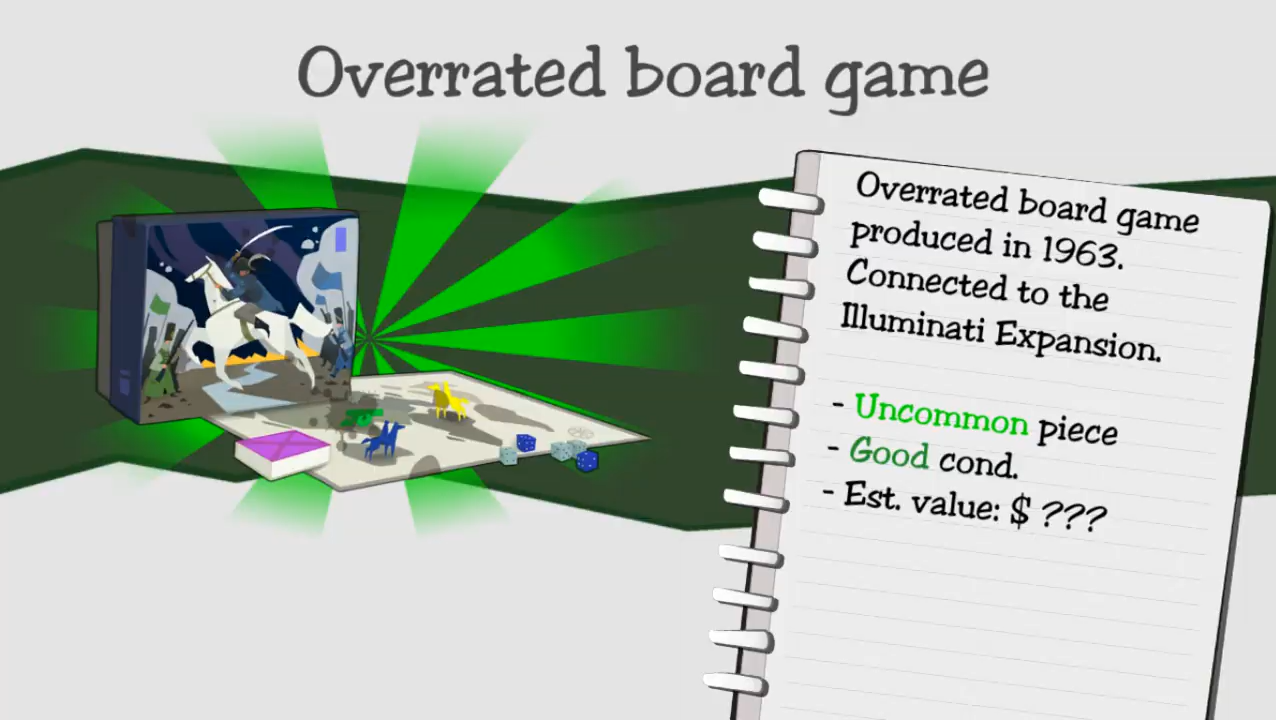 Overrated board game
Overrated board game
produced in 1963.
Connected to the
Illuminati Expansion.
- Uncommon piece
- Good cond.
- Est. value: $ ???